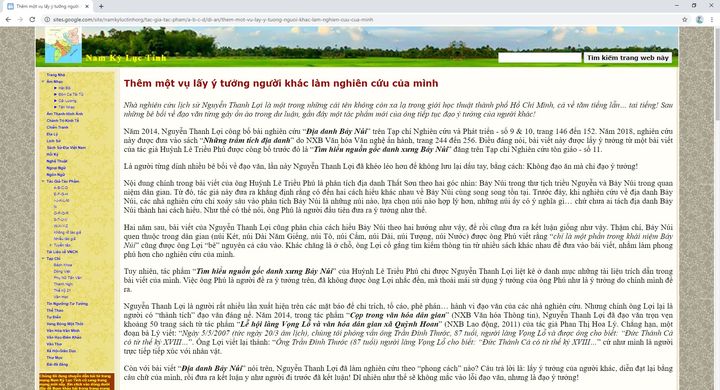 Thêm một vụ lấy ý tưởng người
sites.google.com/site/namkyluctinhorg/tac-gia-tac-pham/a-b-c-d/di-an/them-mot-vu-lay-y-tuong-nguoi-khac-lam-nghien-cuu-cua-minh
Nam Kỳ Lục Tỉnh
Tìm kiếm trang web này
Trang Nhà
Âm Nhạc
Cải Lương
Tân Nhạc
Thêm một vụ lấy ý tưởng người khác làm nghiên cứu của mình
Nhà nghiên cứu lịch sử Nguyễn Thanh Lợi là một trong những cái tên không còn xa lạ trong giới học thuật thành phố Hồ Chí Minh, cả về tăm tiếng lẫn… tai tiếng! Sau
những bê bối về đạo văn từng gây ồn ào trong dư luận, gần đây một tác phẩm mới của ông tiếp tục đạo ý tưởng của người khác!
Năm 2014, Nguyễn Thanh Lợi công bố bài nghiên cứu “Địa danh Bảy Núi” trên Tạp chí Nghiên cứu và Phát triển - số 9 & 10, trang 146 đến 152. Năm 2018, nghiên cứu
này được đưa vào sách “Những trầm tích địa danh” do NXB Văn hóa Văn nghệ ấn hành, trang 244 đến 256. Điều đáng nói, bài viết này được lấy ý tưởng từ một bài viết
của tác giả Huỳnh Lê Triều Phú được công bố trước đó là “Tìm hiểu nguồn gốc danh xưng Bảy Núi” đăng trên Tạp chí Nghiên cứu tôn giáo - số 11.
Là người từng dính nhiều bê bối về đạo văn, lần này Nguyễn Thanh Lợi đã khéo léo hơn để không lưu lại dấu tay, bằng cách: Không đạo ăn mà chỉ đạo ý tưởng!
Nội dung chính trong bài viết của ông Huỳnh Lê Triều Phú là phân tích địa danh Thất Sơn theo hai góc nhìn: Bảy Núi trong thư tịch triều Nguyễn và Bảy Núi trong quan
niệm dân gian. Từ đó, tác giả này đưa ra khẳng định rằng có đến hai cách hiểu khác nhau về Bảy Núi cùng song song tồn tại. Trước đây, khi nghiên cứu về địa danh Bảy
Núi, các nhà nghiên cứu chỉ xoáy sâu vào phân tích Bảy Núi là những núi nào, lựa chọn núi nào hợp lý hơn, những núi ấy có ý nghĩa gì… chứ chưa ai tách địa danh Bảy
Núi thành hai cách hiểu. Như thế có thể nói, ông Phú là người đầu tiên đưa ra ý tưởng như thế.
Hai năm sau, bài viết của Nguyễn Thanh Lợi cũng phân chia cách hiểu Bảy Núi theo hai hướng như vậy, để rồi cũng đưa ra kết luận giống như vậy. Thậm chí, Bảy Núi
quen thuộc trong dân gian (núi Két, núi Dài Năm Giếng, núi Tô, núi Cấm, núi Dài, núi Tượng, núi Nước) được ông Phú viết rằng “chỉ là một phần trong khái niệm Bảy
Núi” cũng được ông Lợi “bê” nguyên cả câu vào. Khác chăng là ở chỗ, ông Lợi cố gắng tìm kiếm thông tin từ nhiều sách khác nhau để đưa vào bài viết, nhằm làm phong
phú hơn cho nghiên cứu của mình.
Tuy nhiên, tác phẩm “Tìm hiểu nguồn gốc danh xưng Bảy Núi” của Huỳnh Lê Triều Phú chỉ được Nguyễn Thanh Lợi liệt kê ở danh mục những tài liệu trích dẫn trong
bài viết của mình. Việc ông Phú là người đề ra ý trên, đã không được ông Lợi nhắc đến, mà thoải mái sử dụng ý tưởng của ông Phú như là ý tưởng do chính mình đề
ra.
Nguyễn Thanh Lợi là người rất nhiều lần xuất hiện trên các mặt báo để chỉ trích, tố cáo, phê phán… hành vi đạo văn của các nhà nghiên cứu. Nhưng chính ông Lợi lại là
người có “thành tích” đạo văn đáng nể. Năm 2014, trong tác phẩm “Cọp trong văn hóa dân gian” (NXB Văn hóa Thông tin), Nguyễn Thanh Lợi đã đạo văn trọn vẹn
khoảng 50 trang sách từ tác phẩm “Lễ hội làng Vọng Lỗ và văn hóa dân gian xã Quỳnh Hoan” (NXB Lao động, 2011) của tác giả Phan Thị Hoa Lý. Chẳng hạn, một
đoạn bà Lý viết: “Ngày 5/5/2007 (tức ngày 20/3 âm lịch), chúng tôi phỏng vấn ông Trần Đình Thước, 87 tuổi, người làng Vọng Lỗ và được ông cho biết: “Đức Thánh Cả
có từ thế kỷ XVIII…”. Ông Lợi viết lại thành: “Ông Trần Đình Thước (87 tuổi) người làng Vọng Lỗ cho biết: “Đức Thánh Cả có từ thế kỷ XVIII…” cứ như mình là người
trực tiếp tiếp xúc với nhân vật.
Còn với bài viết “Địa danh Bảy Núi” nói trên, Nguyễn Thanh Lợi đã làm nghiên cứu theo “phong cách” nào? Câu trả lời là: lấy ý tưởng của người khác, diễn đạt lại bằng
câu chữ của mình, rồi đưa ra kết luận y như người đi trước đã kết luận! Dĩ nhiên như thế sẽ không mắc vào lỗi đạo văn, nhưng là đạo ý tưởng!